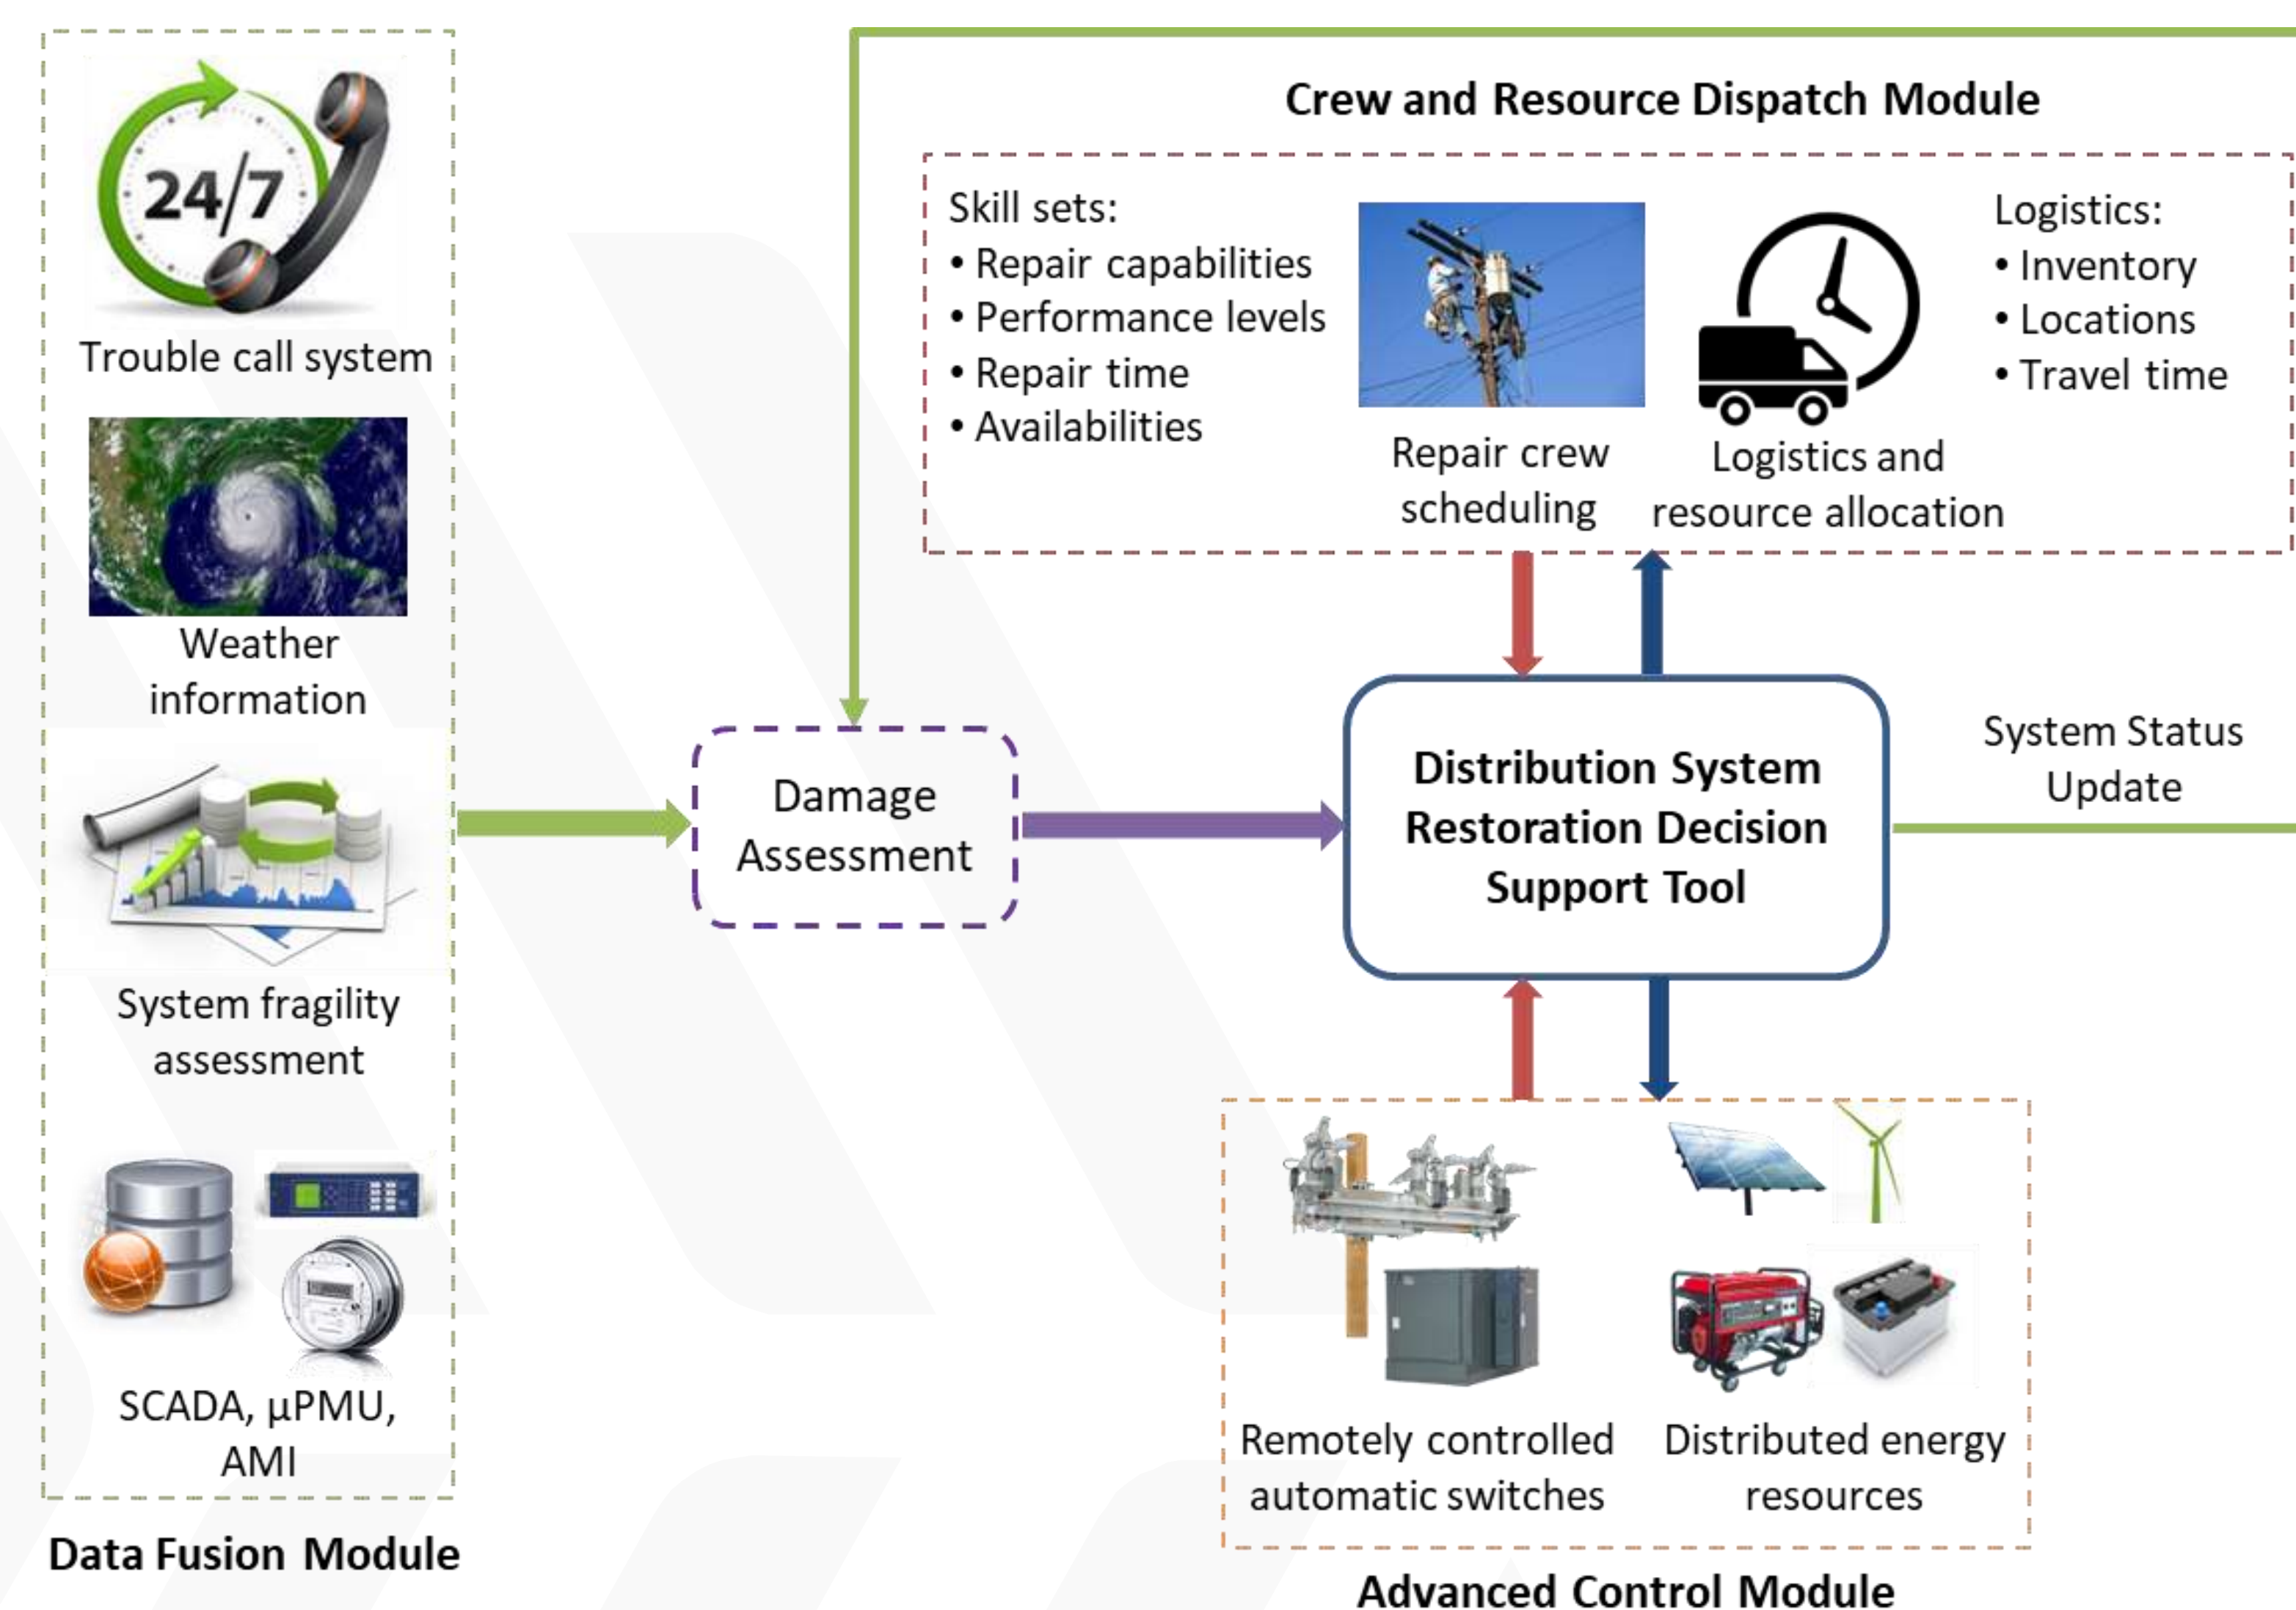 24/7
Trouble call system
Weather
information
System fragility
assessment
SCADA, µPMU,
AMI
Data Fusion Module
Damage
Assessment
Crew and Resource Dispatch Module
Skill sets:
• Repair capabilities
• Performance levels
• Repair time
• Availabilities
Repair crew
scheduling
Logistics and
resource allocation
Logistics:
• Inventory
• Locations
• Travel time
Distribution System
Restoration Decision
Support Tool
System Status
Update
Remotely controlled
automatic switches
Distributed energy
resources
Advanced Control Module